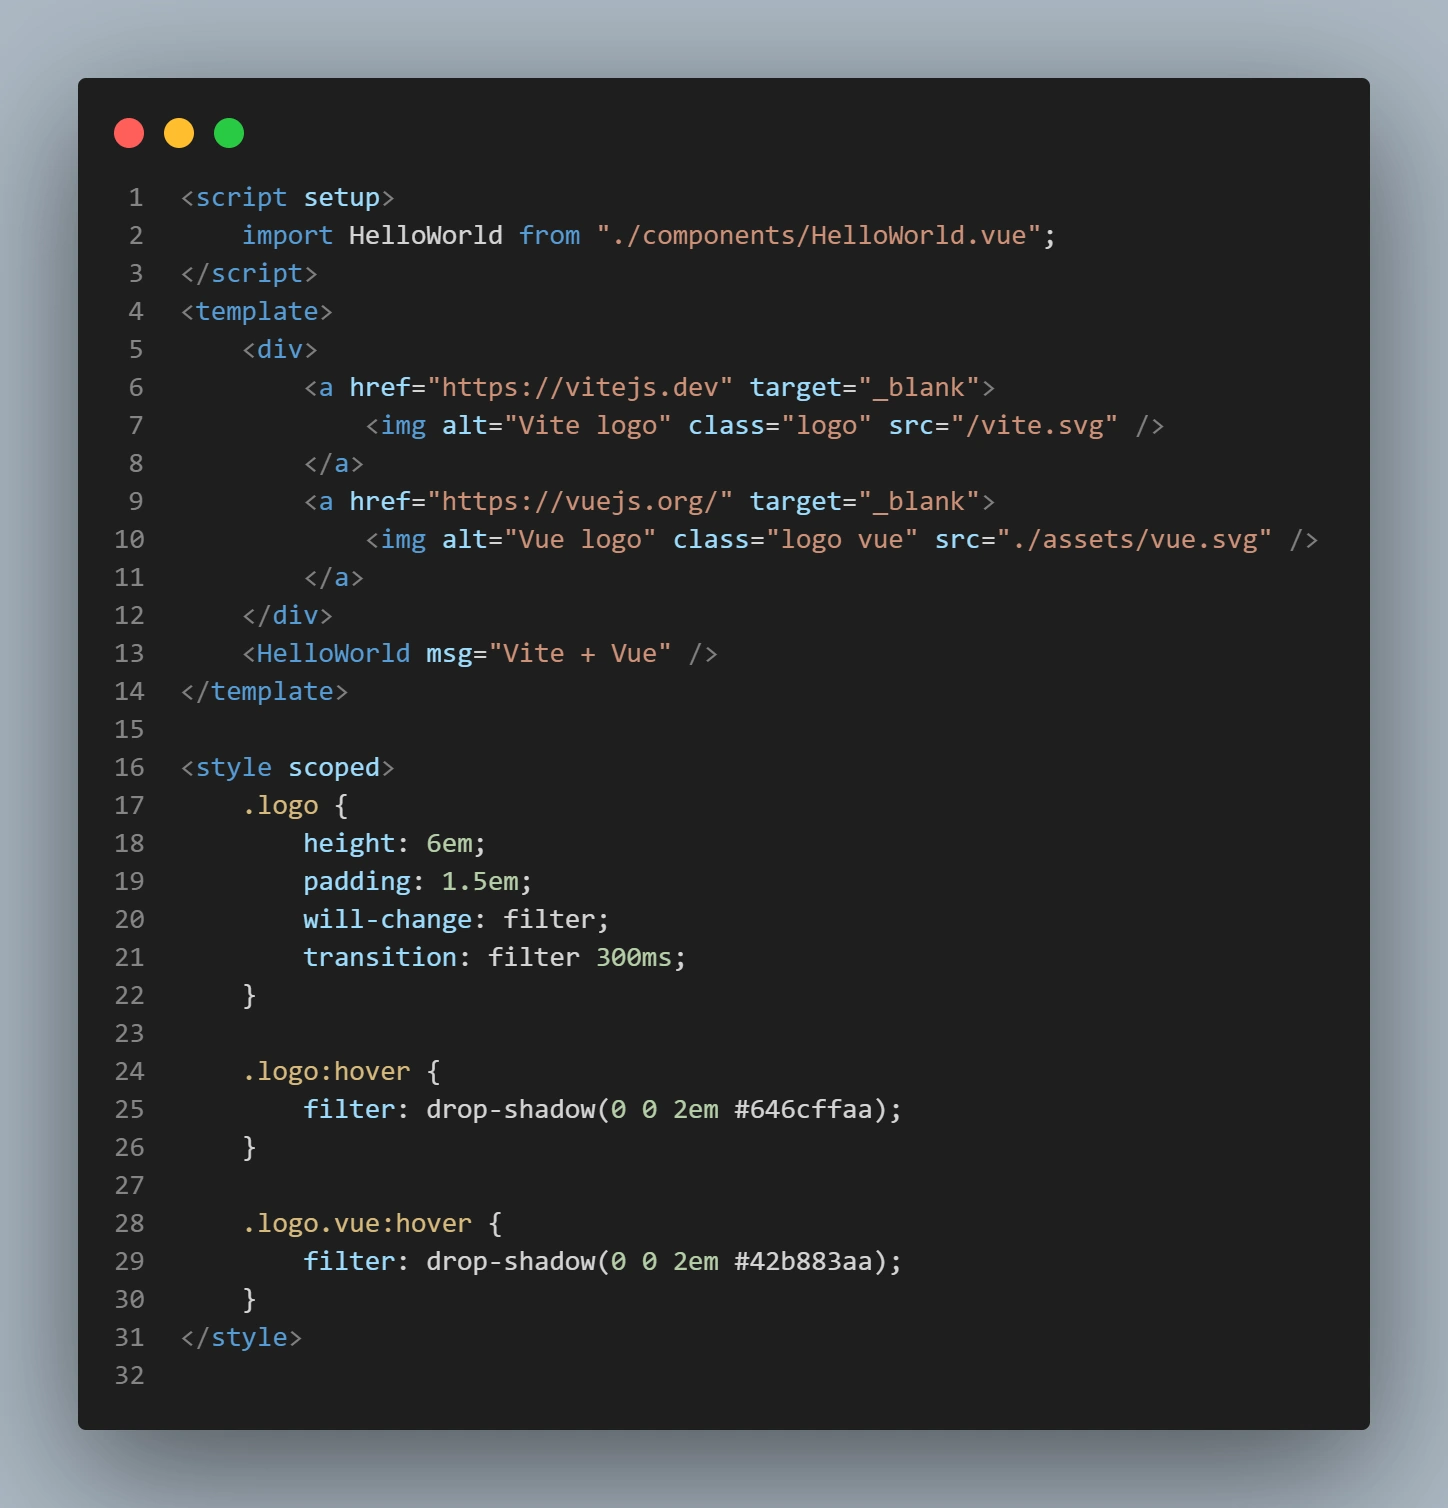 1 <script setup>
2     import HelloWorld from "./components/HelloWorld.vue";
3 </script>
4 <template>
5     <div>
6         <a href="https://vitejs.dev" target="_blank">
7             <img alt="Vite logo" class="logo" src="/vite.svg" />
8         </a>
9         <a href="https://vuejs.org/" target="_blank">
10             <img alt="Vue logo" class="logo vue" src="./assets/vue.svg" />
11         </a>
12     </div>
13     <HelloWorld msg="Vite + Vue" />
14 </template>
15
16 <style scoped>
17     .logo {
18         height: 6em;
19         padding: 1.5em;
20         will-change: filter;
21         transition: filter 300ms;
22     }
23
24     .logo:hover {
25         filter: drop-shadow(0 0 2em #646cffaa);
26     }
27
28     .logo.vue:hover {
29         filter: drop-shadow(0 0 2em #42b883aa);
30     }
31 </style>
32